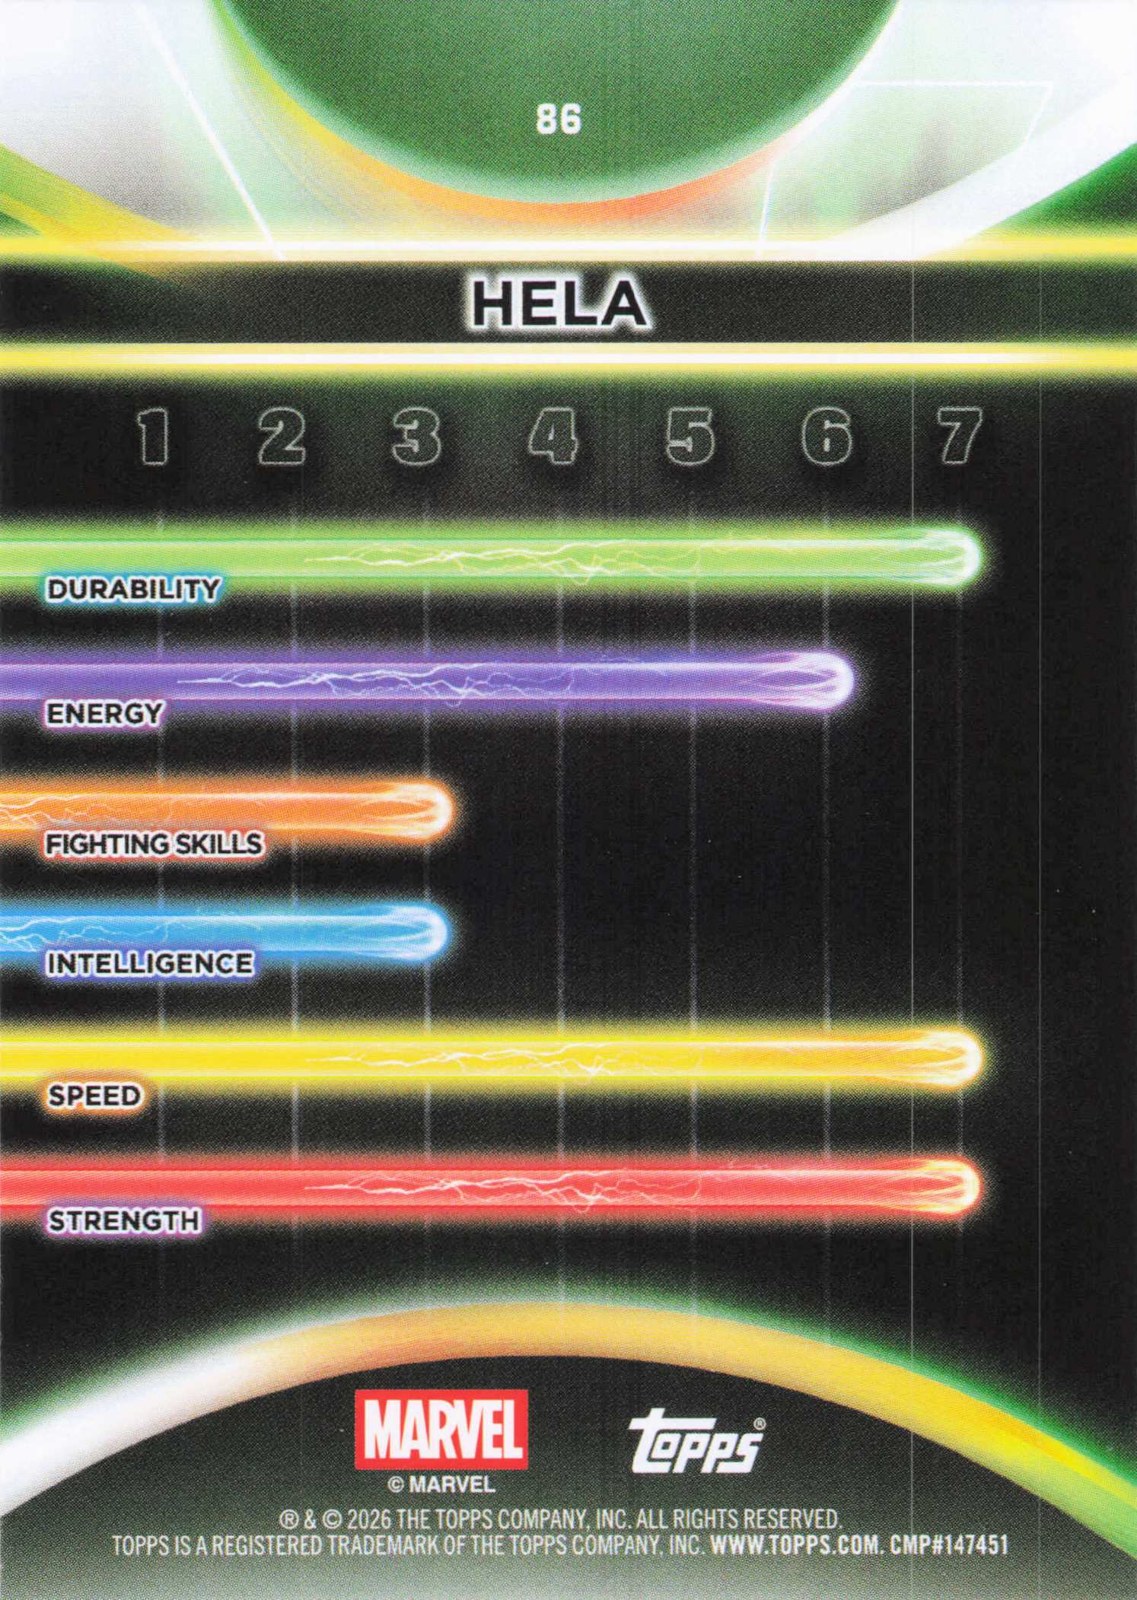 86
HELA
1 2 3 4 5 6 7
DURABILITY
ENERGY
FIGHTING SKILLS
INTELLIGENCE
SPEED
STRENGTH
MARVEL topps®
© MARVEL
® & © 2026 THE TOPPS COMPANY, INC. ALL RIGHTS RESERVED.
TOPPS IS A REGISTERED TRADEMARK OF THE TOPPS COMPANY, INC. WWW.TOPPS.COM. CMP#147451